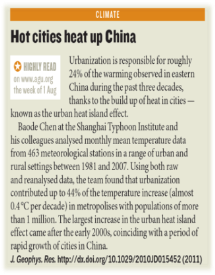 CLIMATE
Hot cities heat up China
HIGHLY READ
on www.agu.org
the week of 1 Aug
Urbanization is responsible for roughly
24% of the warming observed in eastern
China during the past three decades,
thanks to the build up of heat in cities —
known as the urban heat island effect.
Baode Chen at the Shanghai Typhoon Institute and
his colleagues analysed monthly mean temperature data
from 463 meteorological stations in a range of urban and
rural settings between 1981 and 2007. Using both raw
and reanalysed data, the team found that urbanization
contributed up to 44% of the temperature increase (almost
0.4 °C per decade) in metropolises with populations of more
than 1 million. The largest increase in the urban heat island
effect came after the early 2000s, coinciding with a period of
rapid growth of cities in China.
J. Geophys. Res. http://dx.doi.org/10.1029/2010JD015452 (2011)